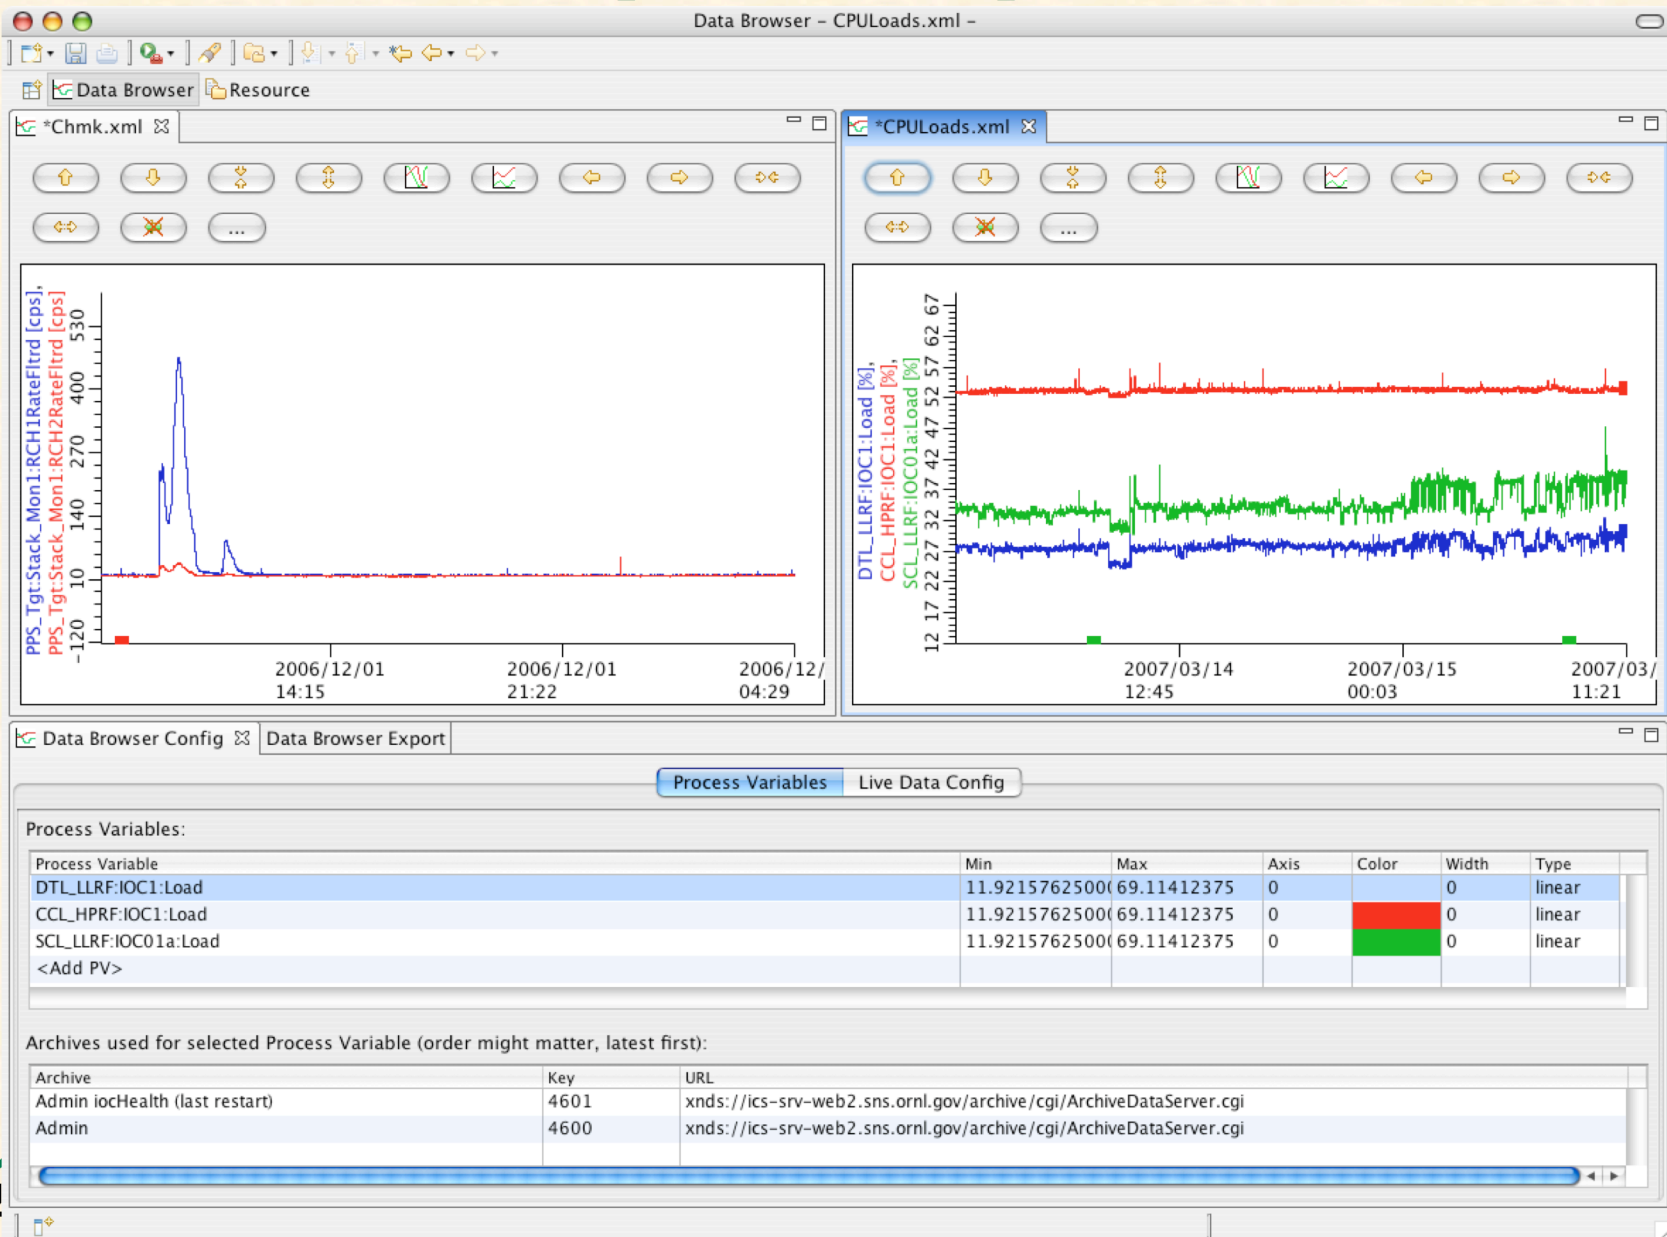 Data Browser – CPULoads.xml –
Data Browser
Resource
*Chmk.xml
...
PPS_Tgt:Stack_Mon1:RCH1RateFltrd [cps],
PPS_Tgt:Stack_Mon1:RCH2RateFltrd [cps]
530
400
270
140
10
-120
2006/12/01 2006/12/01 2006/12/
14:15 21:22 04:29
*CPULoads.xml
...
DTL_LLRF:IOC1:Load [%],
CCL_HPRF:IOC1:Load [%],
SCL_LLRF:IOC01a:Load [%]
67
62
57
52
47
42
37
32
27
22
17
12
2007/03/14 2007/03/15 2007/03/
12:45 00:03 11:21
Data Browser Config
Data Browser Export
Process Variables Live Data Config
Process Variables:
Process Variable Min Max Axis Color Width Type
DTL_LLRF:IOC1:Load 11.9215762500 69.11412375 0 0 linear
CCL_HPRF:IOC1:Load 11.9215762500 69.11412375 0 0 linear
SCL_LLRF:IOC01a:Load 11.9215762500 69.11412375 0 0 linear
<Add PV>
Archives used for selected Process Variable (order might matter, latest first):
Archive Key URL
Admin iocHealth (last restart) 4601 xnds://ics-srv-web2.sns.ornl.gov/archive/cgi/ArchiveDataServer.cgi
Admin 4600 xnds://ics-srv-web2.sns.ornl.gov/archive/cgi/ArchiveDataServer.cgi